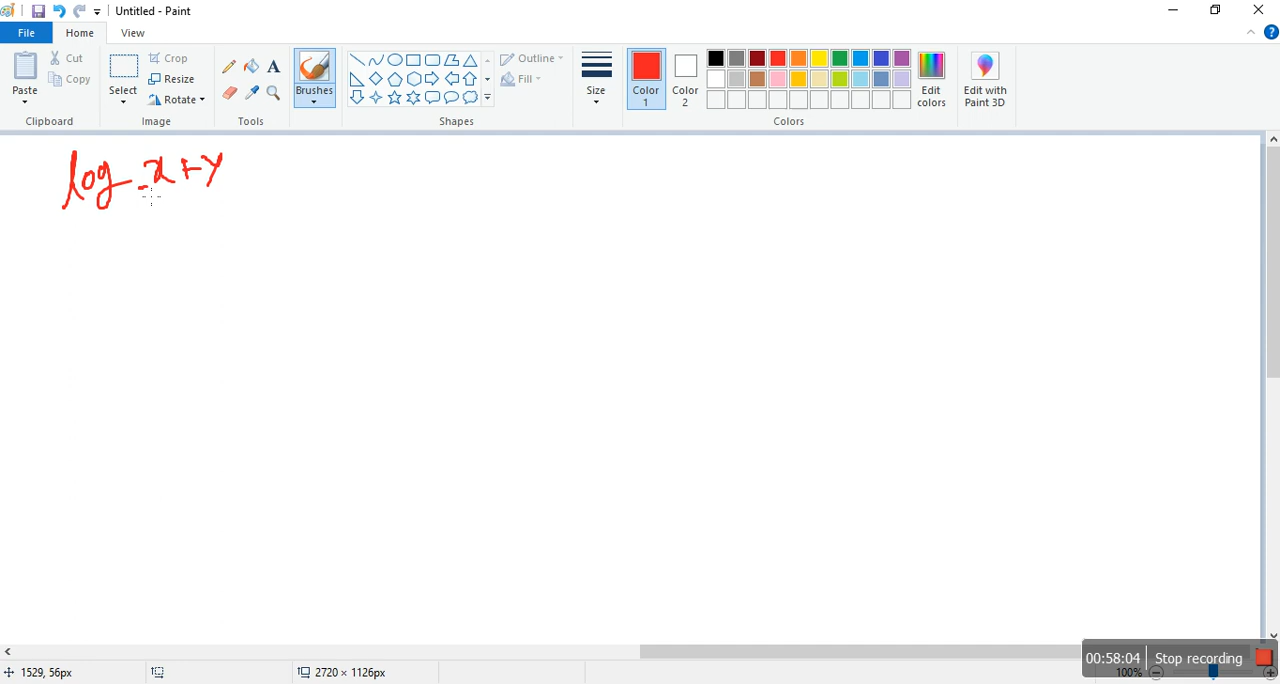 Untitled - Paint
File Home View
Paste
Cut
Copy
Clipboard
Select
Crop
Resize
Rotate
Image
A
Tools
Brushes
Outline
Fill
Shapes
Size
Color 1
Color 2
Edit colors
Colors
Edit with Paint 3D
?
log x+y
00:58:04 Stop recording
1529, 56px
2720 × 1126px
100%